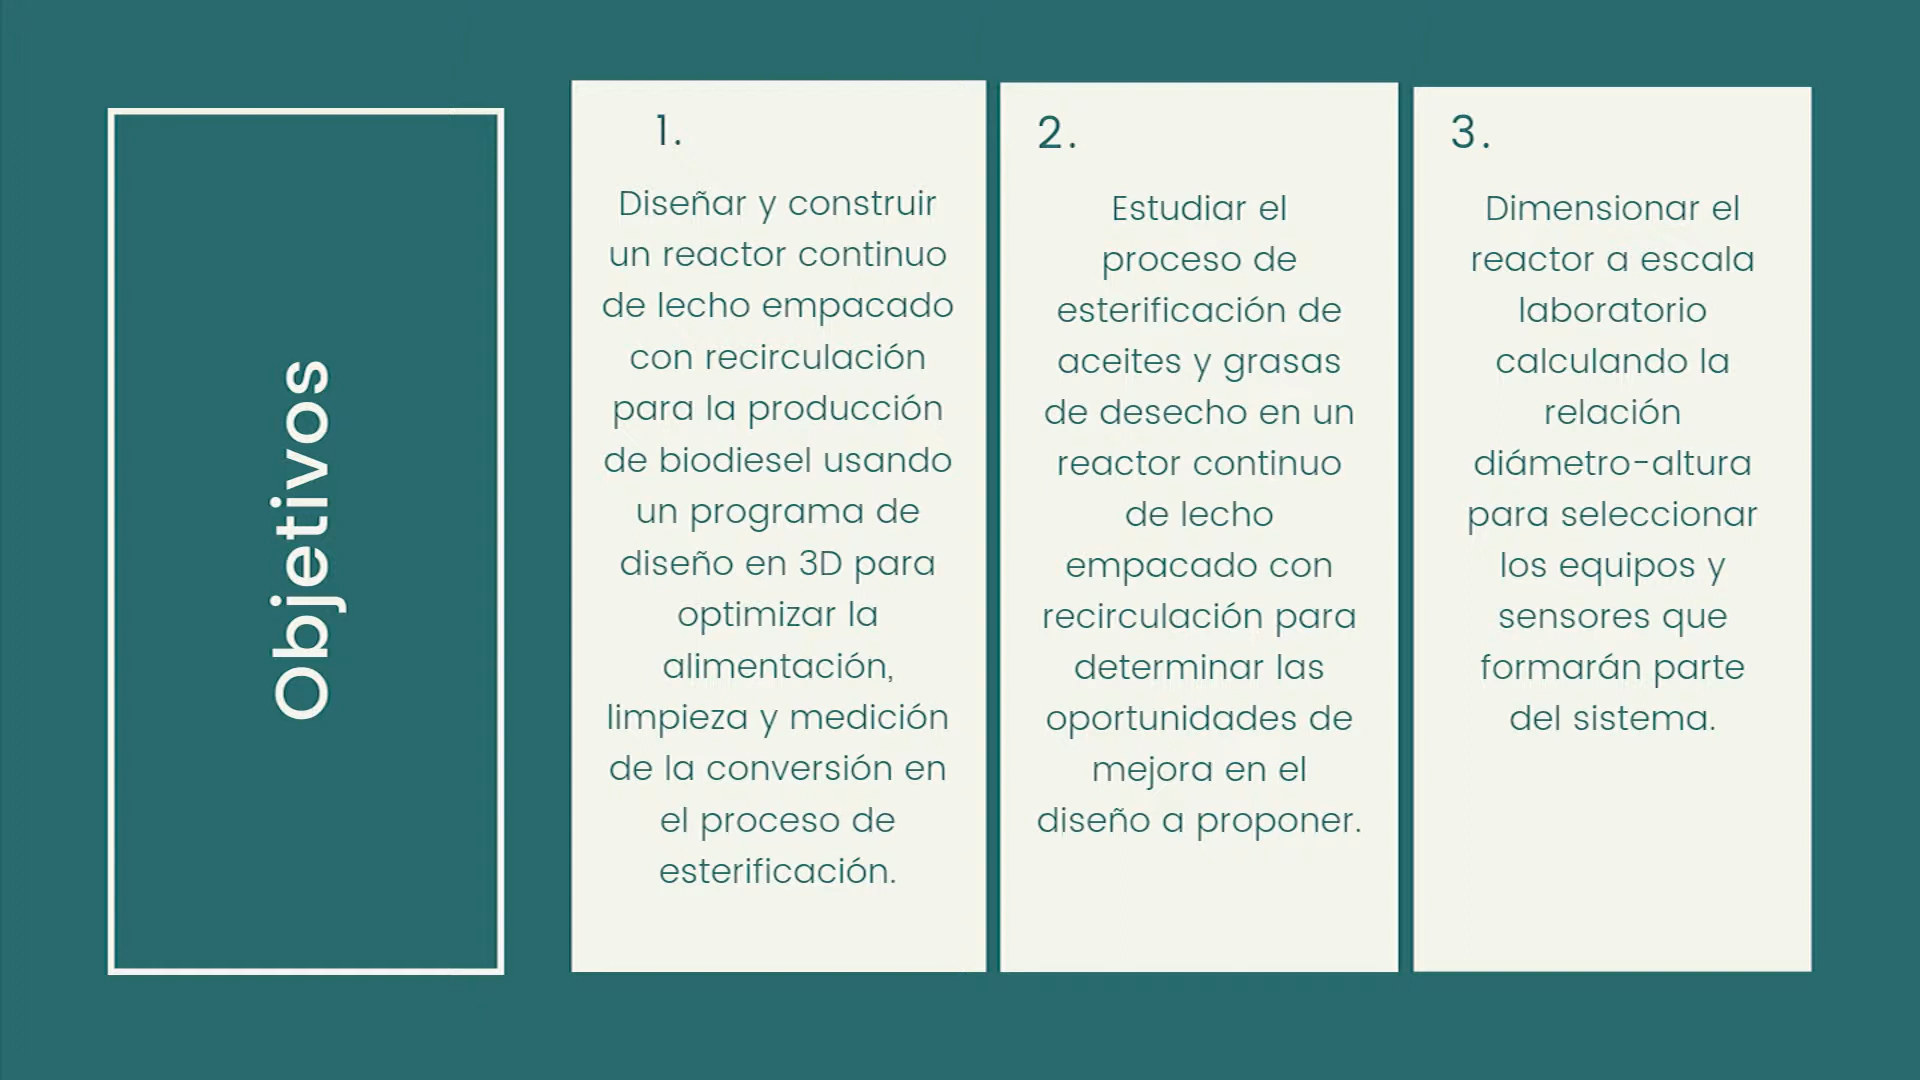 Objetivos
1.
Diseñar y construir
un reactor continuo
de lecho empacado
con recirculación
para la producción
de biodiesel usando
un programa de
diseño en 3D para
optimizar la
alimentación,
limpieza y medición
de la conversión en
el proceso de
esterificación.
2.
Estudiar el
proceso de
esterificación de
aceites y grasas
de desecho en un
reactor continuo
de lecho
empacado con
recirculación para
determinar las
oportunidades de
mejora en el
diseño a proponer.
3.
Dimensionar el
reactor a escala
laboratorio
calculando la
relación
diámetro-altura
para seleccionar
los equipos y
sensores que
formarán parte
del sistema.